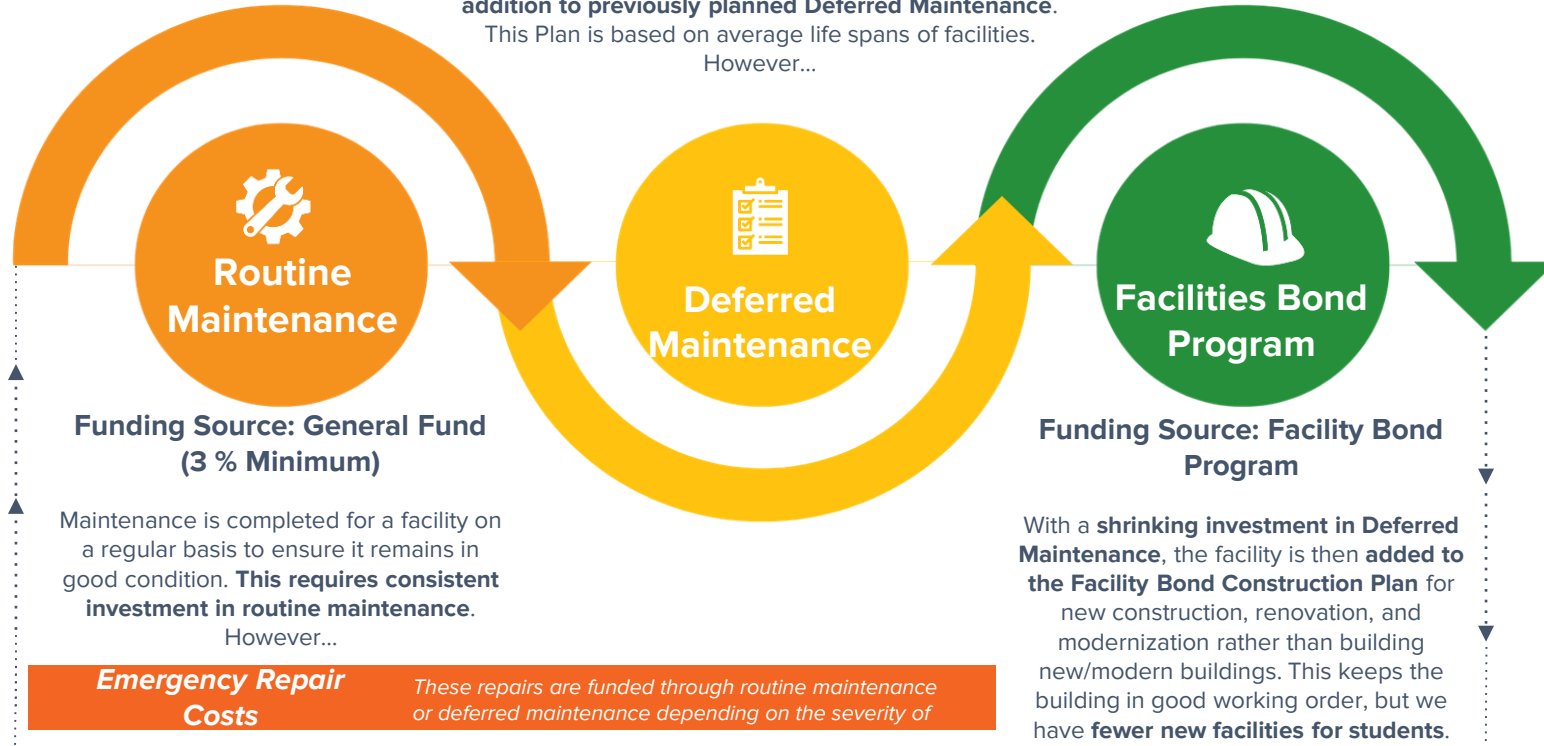 addition to previously planned Deferred Maintenance.
This Plan is based on average life spans of facilities.
However...
Routine
Maintenance
Deferred
Maintenance
Facilities Bond
Program
Funding Source: General Fund
(3 % Minimum)
Maintenance is completed for a facility on
a regular basis to ensure it remains in
good condition. This requires consistent
investment in routine maintenance.
However...
Funding Source: Facility Bond
Program
With a shrinking investment in Deferred
Maintenance, the facility is then added to
the Facility Bond Construction Plan for
new construction, renovation, and
modernization rather than building
new/modern buildings. This keeps the
building in good working order, but we
have fewer new facilities for students.
Emergency Repair
Costs
These repairs are funded through routine maintenance
or deferred maintenance depending on the severity of